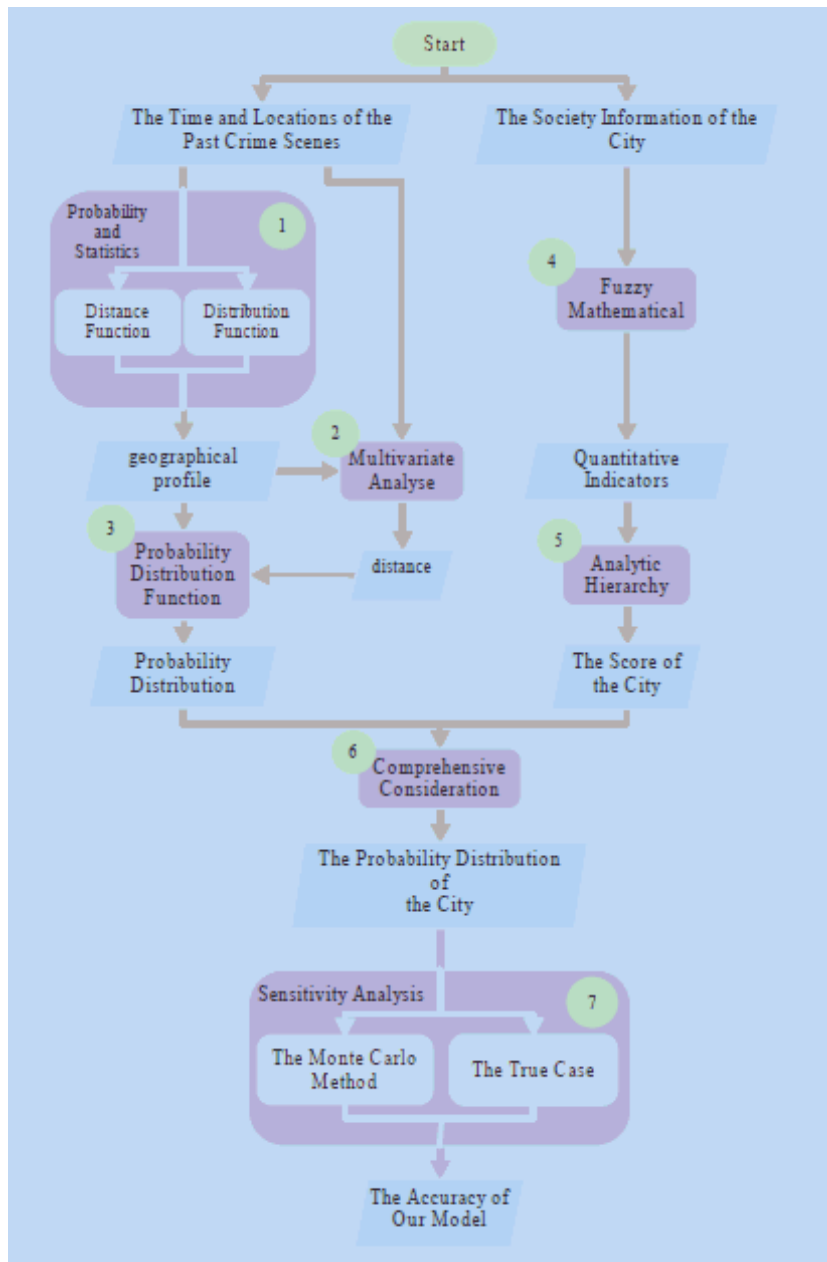 Start
The Time and Locations of the
Past Crime Scenes
The Society Information of the
City
Probability
and
Statistics
1
Distance
Function
Distribution
Function
4
Fuzzy
Mathematical
geographical
profile
2
Multivariate
Analyse
Quantitative
Indicators
3
Probability
Distribution
Function
distance
5
Analytic
Hierarchy
Probability
Distribution
The Score of
the City
6
Comprehensive
Consideration
The Probability Distribution
of
the City
Sensitivity Analysis
7
The Monte Carlo
Method
The True Case
The Accuracy of
Our Model